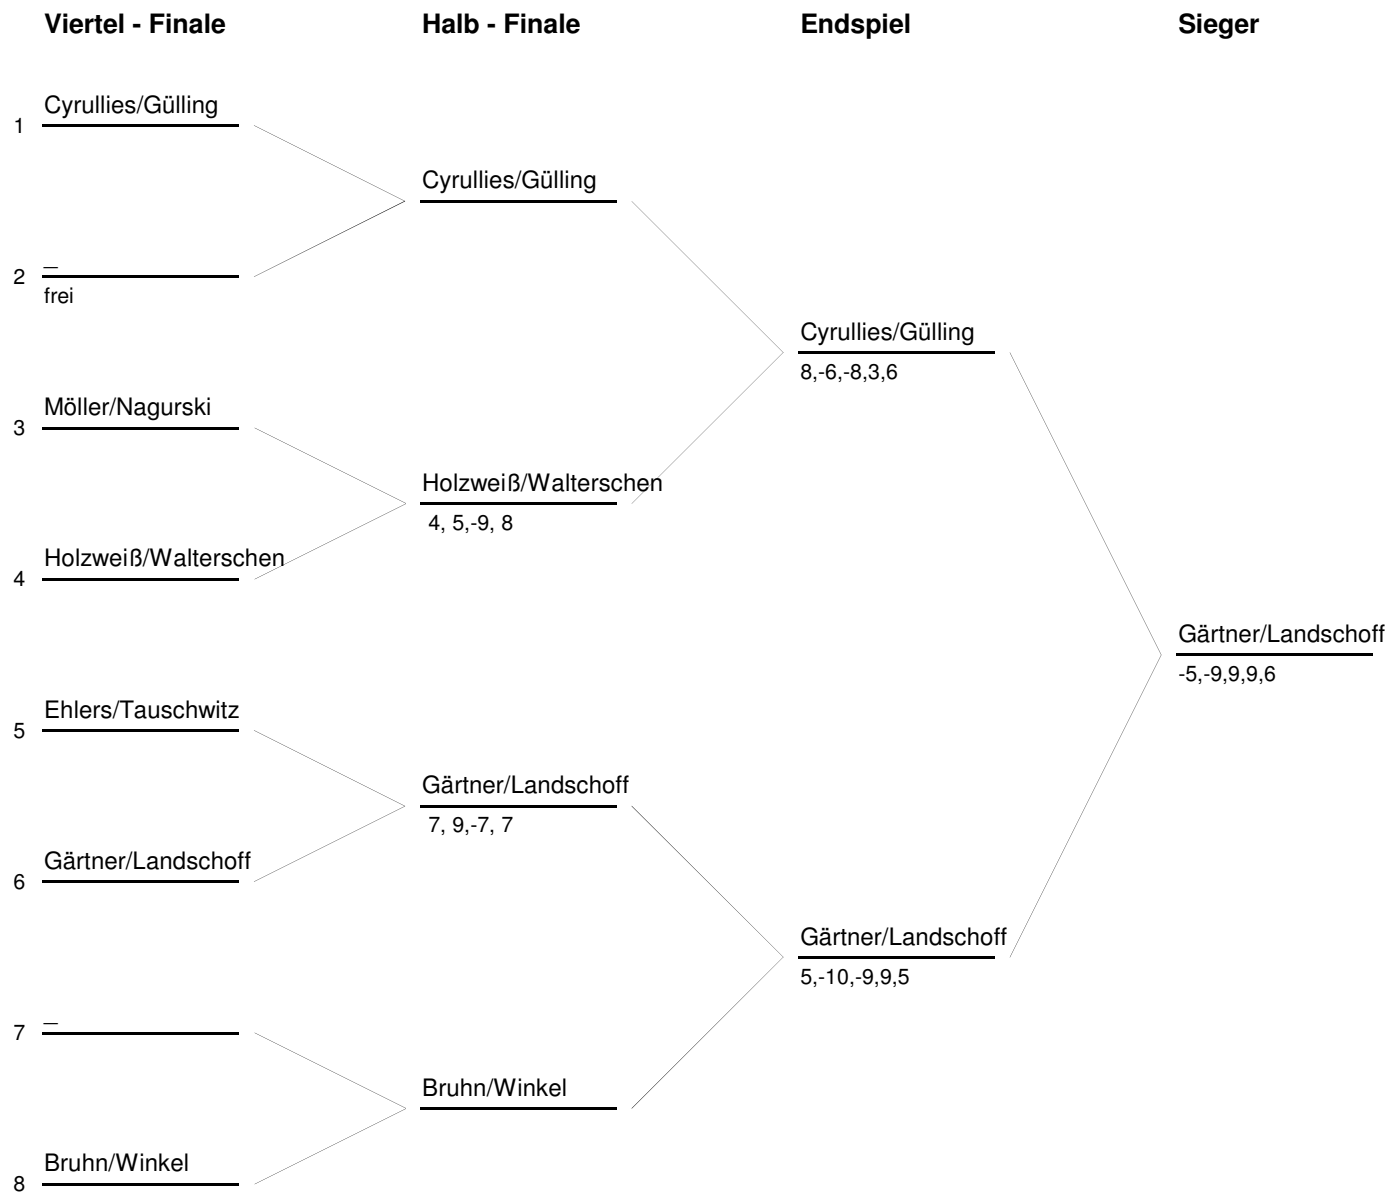 Viertel - Finale
Halb - Finale
Endspiel
Sieger
1 Cyrullies/Gülling
Cyrullies/Gülling
2 _
frei
Cyrullies/Gülling
8,-6,-8,3,6
3 Möller/Nagurski
Holzweiß/Walterschen
4, 5,-9, 8
4 Holzweiß/Walterschen
Gärtner/Landschoff
-5,-9,9,9,6
5 Ehlers/Tauschwitz
Gärtner/Landschoff
7, 9,-7, 7
6 Gärtner/Landschoff
Gärtner/Landschoff
5,-10,-9,9,5
7 _
Bruhn/Winkel
8 Bruhn/Winkel